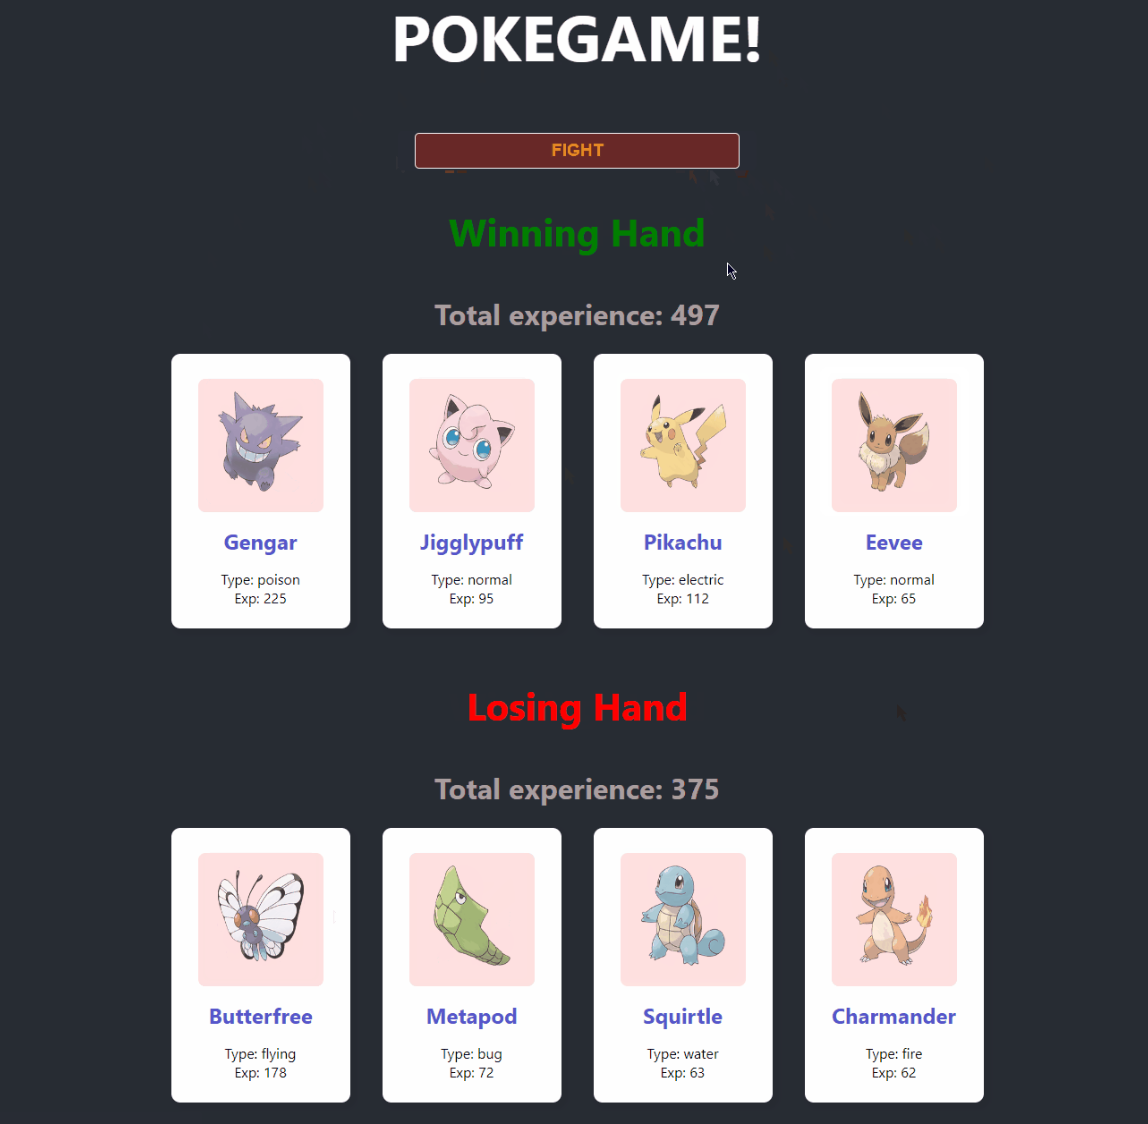 POKEGAME!
FIGHT
Winning Hand
Total experience: 497
Gengar
Type: poison
Exp: 225
Jigglypuff
Type: normal
Exp: 95
Pikachu
Type: electric
Exp: 112
Eevee
Type: normal
Exp: 65
Losing Hand
Total experience: 375
Butterfree
Type: flying
Exp: 178
Metapod
Type: bug
Exp: 72
Squirtle
Type: water
Exp: 63
Charmander
Type: fire
Exp: 62